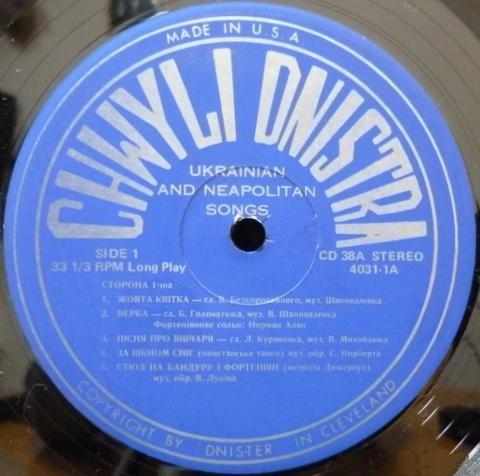 MADE IN U.S.A.
CHWYLI DNISTRA
UKRAINIAN
AND NEAPOLITAN
SONGS
SIDE 1
33 1/3 RPM Long Play
CD 38A STEREO
4031-1A
СТОРОНА 1-ша
1. ЖОВТА КВІТКА — сл. В. Безкоровайного, муз. Шаповаленка
2. ВЕРБА — сл. Б. Головатюка, муз. В. Шаповаленка
Фортепіянове сольо: Норман Алян
3. ПІСНЯ ПРО ВІВЧАРЯ — сл. Л. Куряченка, муз. В. Михайлюка
4. ЗА ВІКНОМ СНІГ (повстанське танго) муз. обр. С. Норберта
5. ЕТЮД НА БАНДУРУ І ФОРТЕПІЯН (мелодія муз. обр. В. Луціва
COPYRIGHT BY "DNISTER" IN CLEVELAND